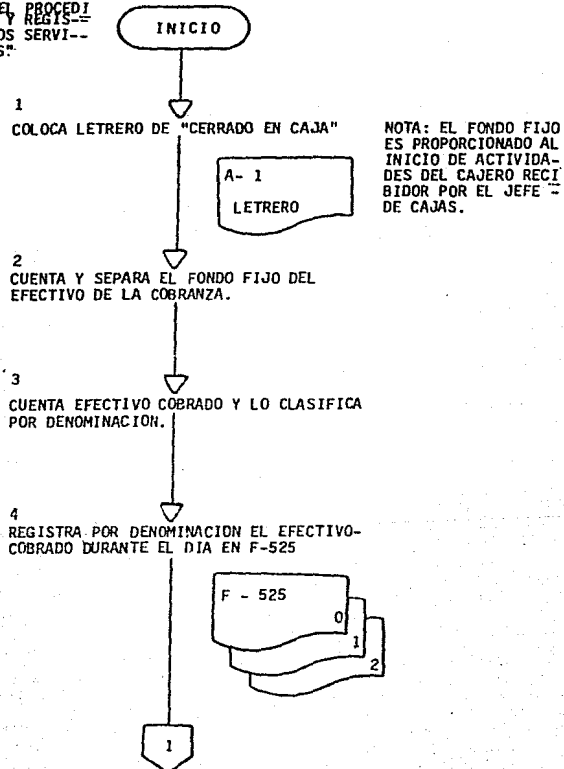 EL PROCEDI
Y REGIS-=
OS SERVI--
S"
INICIO
1
COLOCA LETRERO DE "CERRADO EN CAJA"
NOTA: EL FONDO FIJO
ES PROPORCIONADO AL
INICIO DE ACTIVIDA-
DES DEL CAJERO RECI
BIDOR POR EL JEFE =
DE CAJAS.
A- 1
LETRERO
2
CUENTA Y SEPARA EL FONDO FIJO DEL
EFECTIVO DE LA COBRANZA.
3
CUENTA EFECTIVO COBRADO Y LO CLASIFICA
POR DENOMINACION.
4
REGISTRA POR DENOMINACION EL EFECTIVO-
COBRADO DURANTE EL DIA EN F-525
F - 525
0
1
2
1